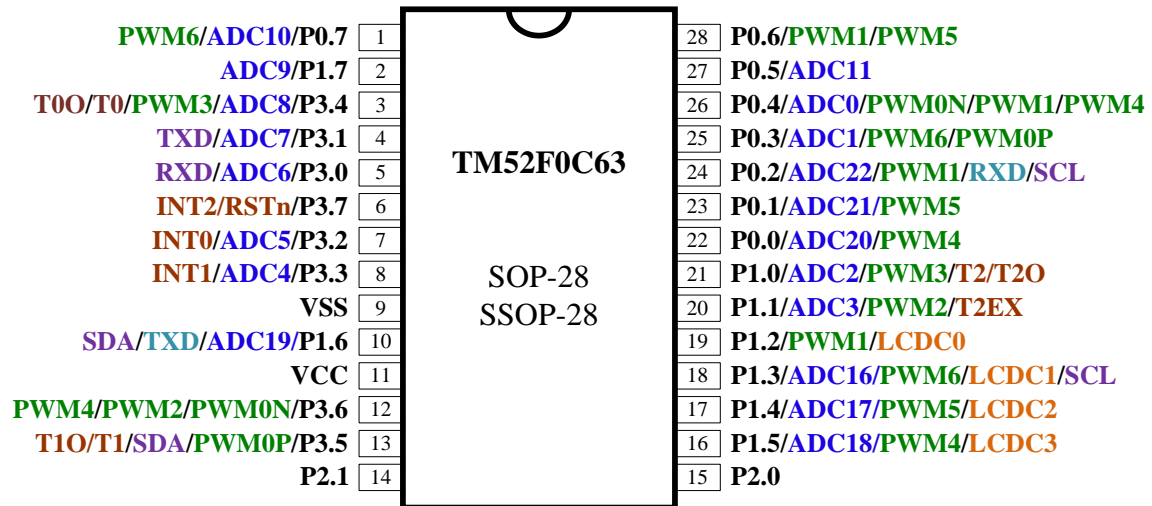 PWM6/ADC10/P0.7 1
ADC9/P1.7 2
T0O/T0/PWM3/ADC8/P3.4 3
TXD/ADC7/P3.1 4
RXD/ADC6/P3.0 5
INT2/RSTn/P3.7 6
INT0/ADC5/P3.2 7
INT1/ADC4/P3.3 8
VSS 9
SDA/TXD/ADC19/P1.6 10
VCC 11
PWM4/PWM2/PWM0N/P3.6 12
T1O/T1/SDA/PWM0P/P3.5 13
P2.1 14
TM52F0C63
SOP-28
SSOP-28
28 P0.6/PWM1/PWM5
27 P0.5/ADC11
26 P0.4/ADC0/PWM0N/PWM1/PWM4
25 P0.3/ADC1/PWM6/PWM0P
24 P0.2/ADC22/PWM1/RXD/SCL
23 P0.1/ADC21/PWM5
22 P0.0/ADC20/PWM4
21 P1.0/ADC2/PWM3/T2/T2O
20 P1.1/ADC3/PWM2/T2EX
19 P1.2/PWM1/LCDC0
18 P1.3/ADC16/PWM6/LCDC1/SCL
17 P1.4/ADC17/PWM5/LCDC2
16 P1.5/ADC18/PWM4/LCDC3
15 P2.0